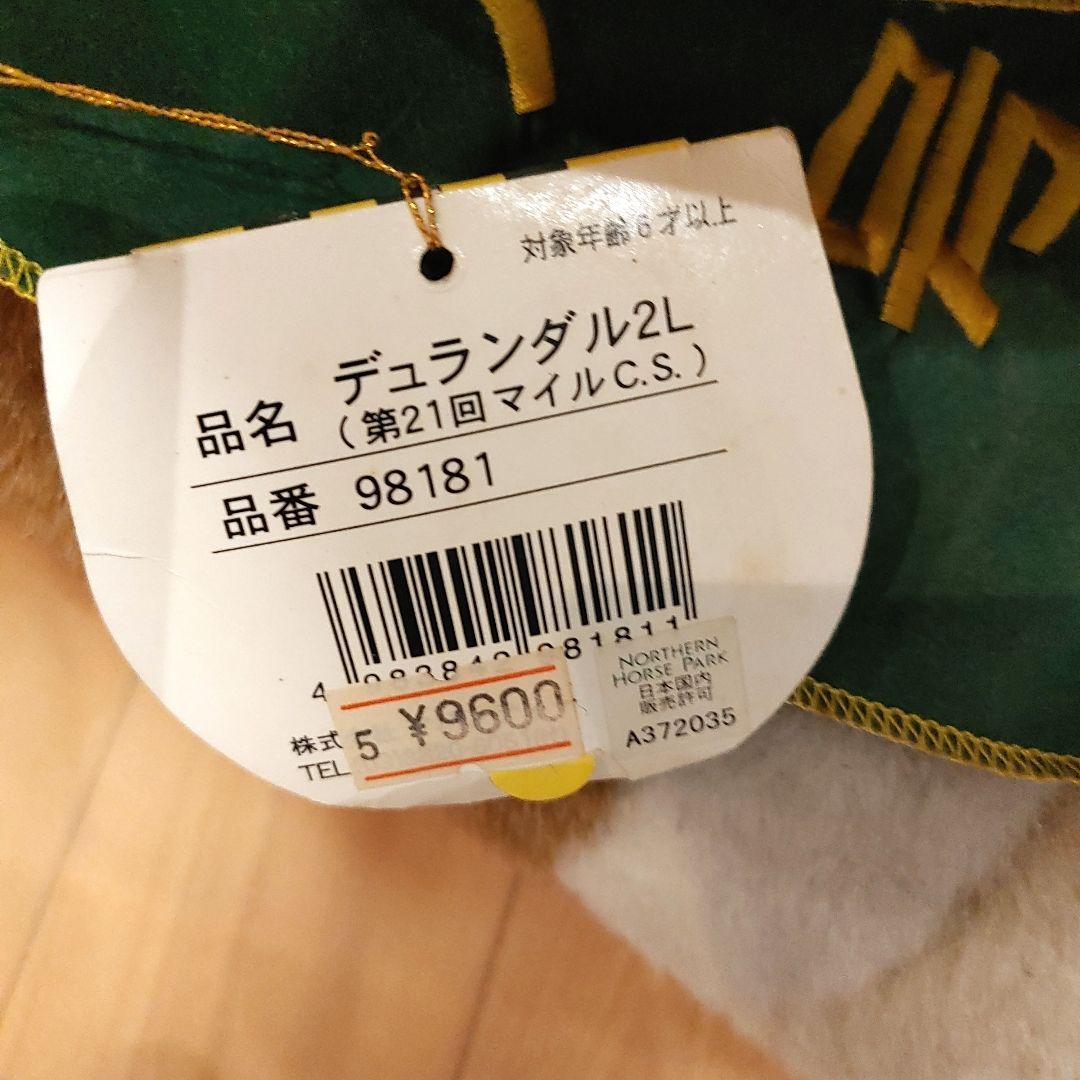 対象年齢6才以上
品名 デュランダル2L
(第21回マイルC.S.)
品番 98181
981811
4
5 ¥9600
NORTHERN
HORSE PARK
日本国内
販売許可
A372035
株式
TEL